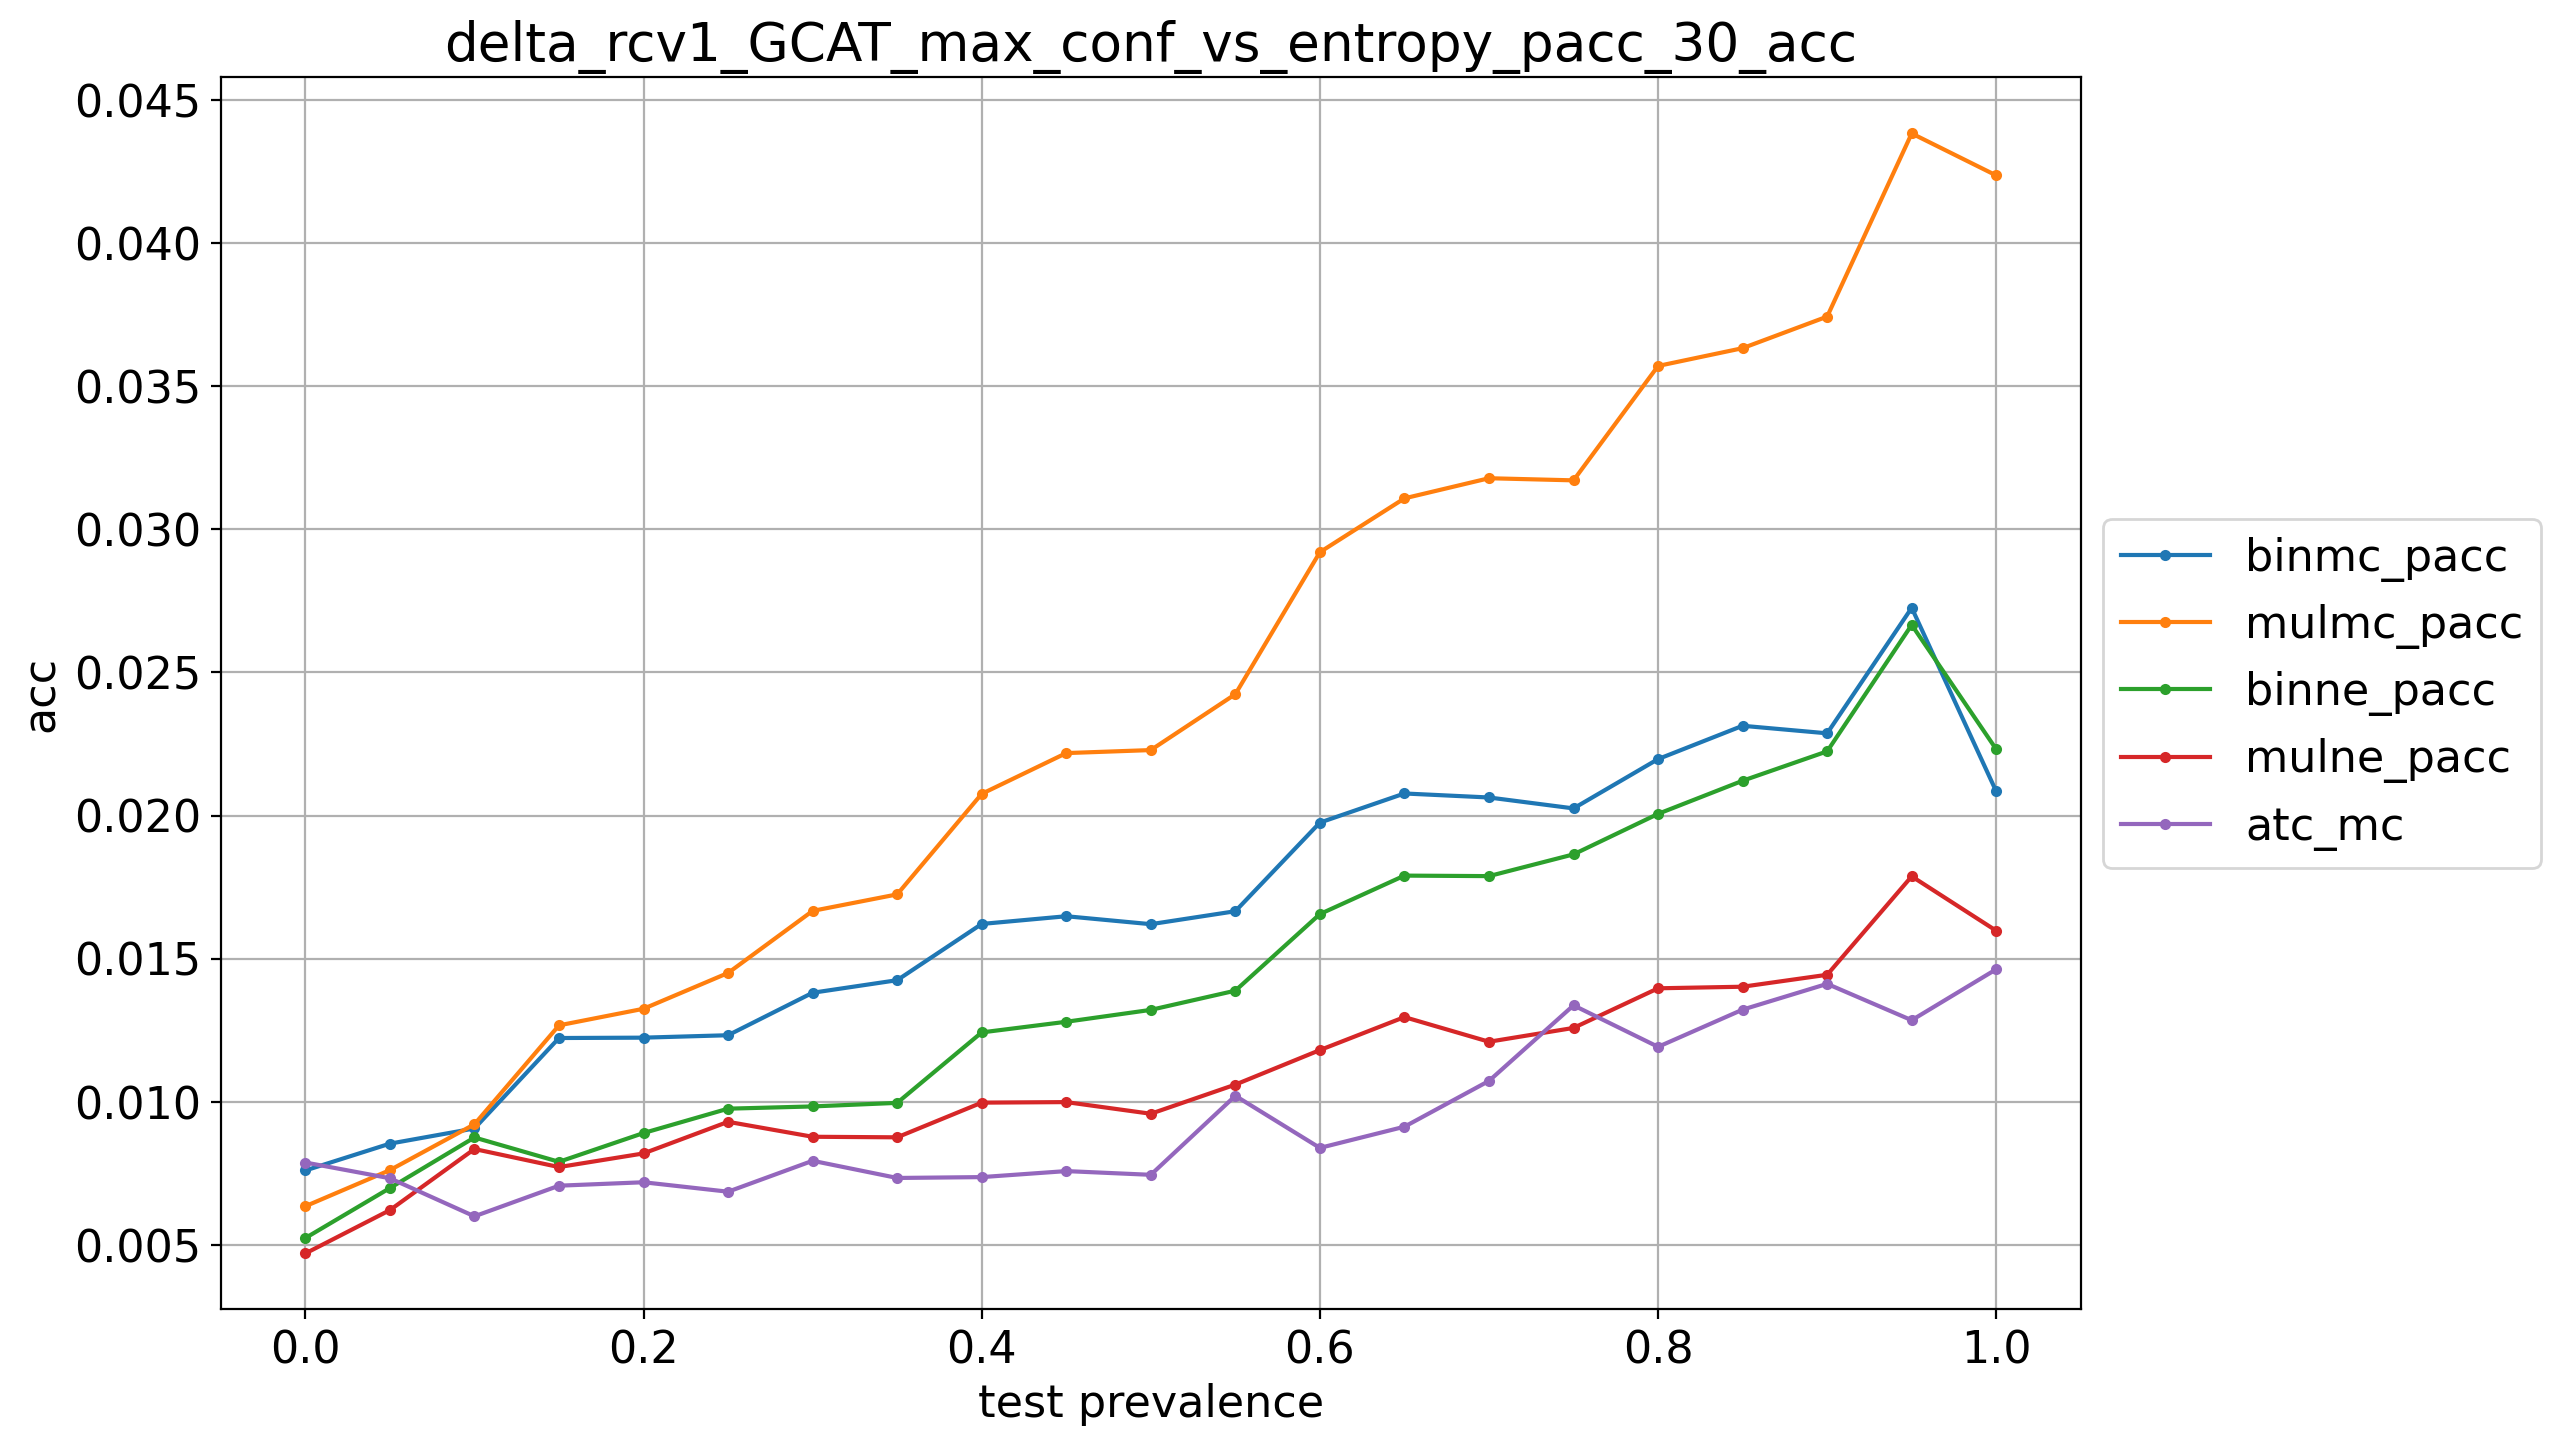 delta_rcv1_GCAT_max_conf_vs_entropy_pacc_30_acc
0.045
0.040
0.035
0.030
0.025
0.020
0.015
0.010
0.005
acc
0.0 0.2 0.4 0.6 0.8 1.0
test prevalence
binmc_pacc
mulmc_pacc
binne_pacc
mulne_pacc
atc_mc